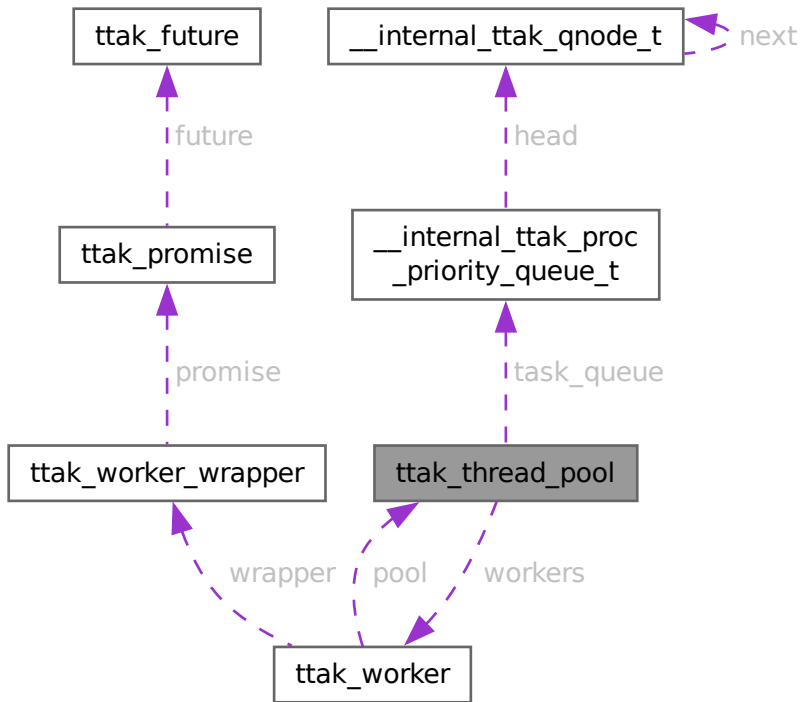 ttak_future
__internal_ttak_qnode_t
next
future
head
ttak_promise
__internal_ttak_proc
_priority_queue_t
promise
task_queue
ttak_worker_wrapper
ttak_thread_pool
wrapper
pool
workers
ttak_worker